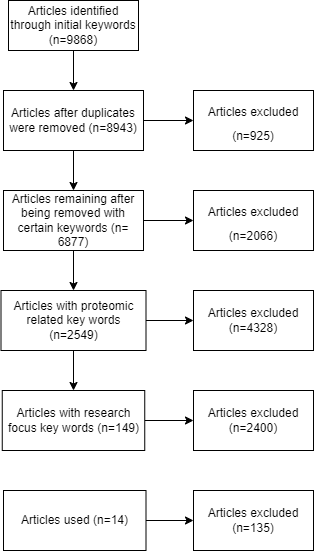 Articles identified
through initial keywords
(n=9868)
Articles after duplicates
were removed (n=8943)
Articles excluded
(n=925)
Articles remaining after
being removed with
certain keywords (n=
6877)
Articles excluded
(n=2066)
Articles with proteomic
related key words
(n=2549)
Articles excluded
(n=4328)
Articles with research
focus key words (n=149)
Articles excluded
(n=2400)
Articles used (n=14)
Articles excluded
(n=135)